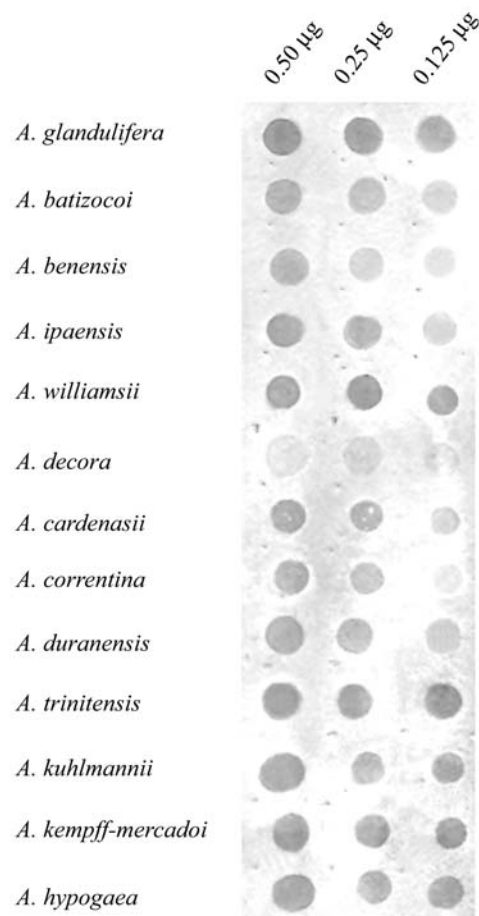 0.50 µg
0.25 µg
0.125 µg
A. glandulifera
A. batizocoi
A. benensis
A. ipaensis
A. williamsii
A. decora
A. cardenasii
A. correntina
A. duranensis
A. trinitensis
A. kuhlmannii
A. kempff-mercadoi
A. hypogaea